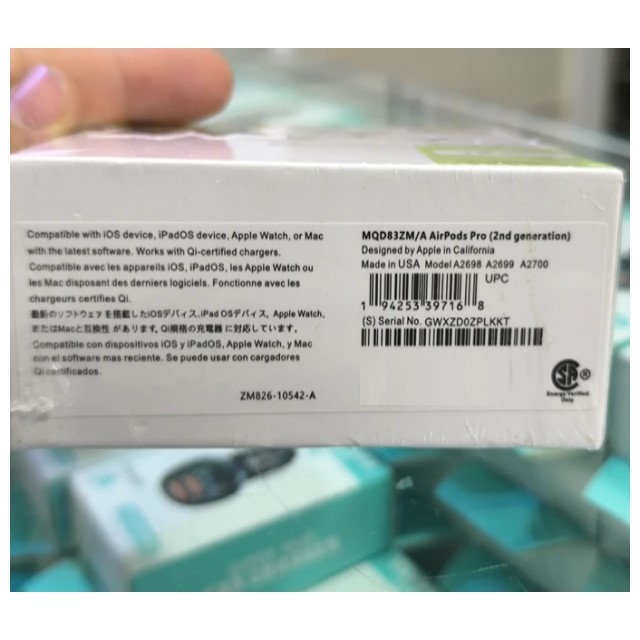 Compatible with iOS device, iPadOS device, Apple Watch, or Mac
with the latest software. Works with Qi-certified chargers.
Compatible avec les appareils iOS, iPadOS, les Apple Watch ou
les Mac disposant des derniers logiciels. Fonctionne avec les
chargeurs certifies Qi.
最新のソフトウェアを搭載したiOSデバイス、iPad OSデバイス、Apple Watch,
またはMacと互換性 があります。Qi規格の充電器 に対応しています。
Compatible con dispositivos iOS y iPadOS, Apple Watch y Mac
con el software mas reciente. Se puede usar con cargadores
Qi certificados.
ZM826-10542-A
MQD83ZM/A AirPods Pro (2nd generation)
Designed by Apple in California
Made in USA Model A2698 A2699 A2700
UPC
1 94253 39716 8
(S) Serial No. GWXZD0ZPLKKT
SA ®
Energy Verified